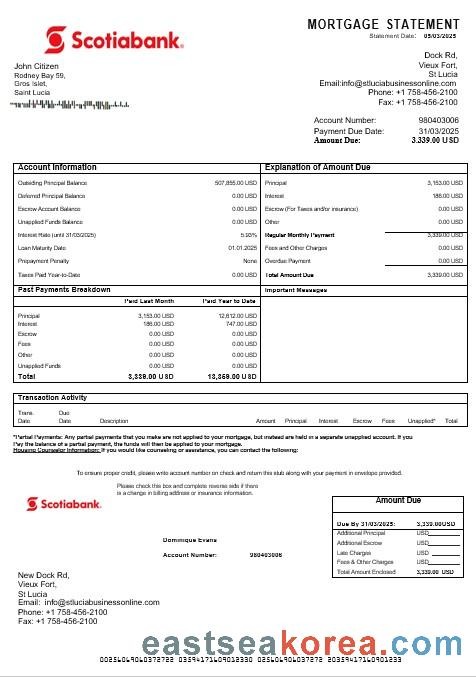 Scotiabank.
MORTGAGE STATEMENT
Statement Date: 05/03/2025
John Citizen
Rodney Bay 59,
Gros Islet,
Saint Lucia
Dock Rd,
Vieux Fort,
St Lucia
Email:info@stluciabusinessonline.com
Phone: +1 758-456-2100
Fax: +1 758-456-2100
Account Number: 980403006
Payment Due Date: 31/03/2025
Amount Due: 3,339.00 USD
Account Information
Outsiding Principal Balance 507,855.00 USD
Deferred Principal Balance 0.00 USD
Escrow Account Balance 0.00 USD
Unapplied Funds Balance 0.00 USD
Interest Rate (until 31/03/2025) 5.93%
Loan Maturity Date 01.01.2025
Prepayment Penalty None
Taxes Paid Year-to-Date 0.00 USD
Explanation of Amount Due
Principal 3,153.00 USD
Interest 186.00 USD
Escrow (For Taxes and/or insurance) 0.00 USD
Other 0.00 USD
Regular Monthly Payment 3,339.00 USD
Fees and Other Charges 0.00 USD
Overdue Payment 0.00 USD
Total Amount Due 3,339.00 USD
Past Payments Breakdown
Paid Last Month Paid Year to Date
Principal 3,153.00 USD 12,612.00 USD
Interest 186.00 USD 747.00 USD
Escrow 0.00 USD 0.00 USD
Fees 0.00 USD 0.00 USD
Other 0.00 USD 0.00 USD
Unapplied Funds 0.00 USD 0.00 USD
Total 3,339.00 USD 13,359.00 USD
Important Messages
Transaction Activity
Trans. Date Due Date Description Amount Principal Interest Escrow Fees Unapplied* Total
*Partial Payments: Any partial payments that you make are not applied to your mortgage, but instead are held in a separate unapplied account. If you
Pay the balance of a partial payment, the funds will then be applied to your mortgage.
Housing Counselor Information: If you would like counseling or assistance, you can contact the following:
To ensure proper credit, please write account number on check and return this stub along with your payment in envelope provided.
Please check this box and complete reverse side if there
is a change in billing address or insurance information.
Scotiabank.
Dominique Evans
Account Number: 980403006
Amount Due
Due By 31/03/2025: 3,339.00USD
Additional Principal USD
Additional Escrow USD
Late Charges USD
Fees & Other Charges USD
Total Amount Enclosed 3,339.00 USD
New Dock Rd,
Vieux Fort,
St Lucia
Email: info@stluciabusinessonline.com
Phone: +1 758-456-2100
Fax: +1 758-456-2100
eastseakorea.com